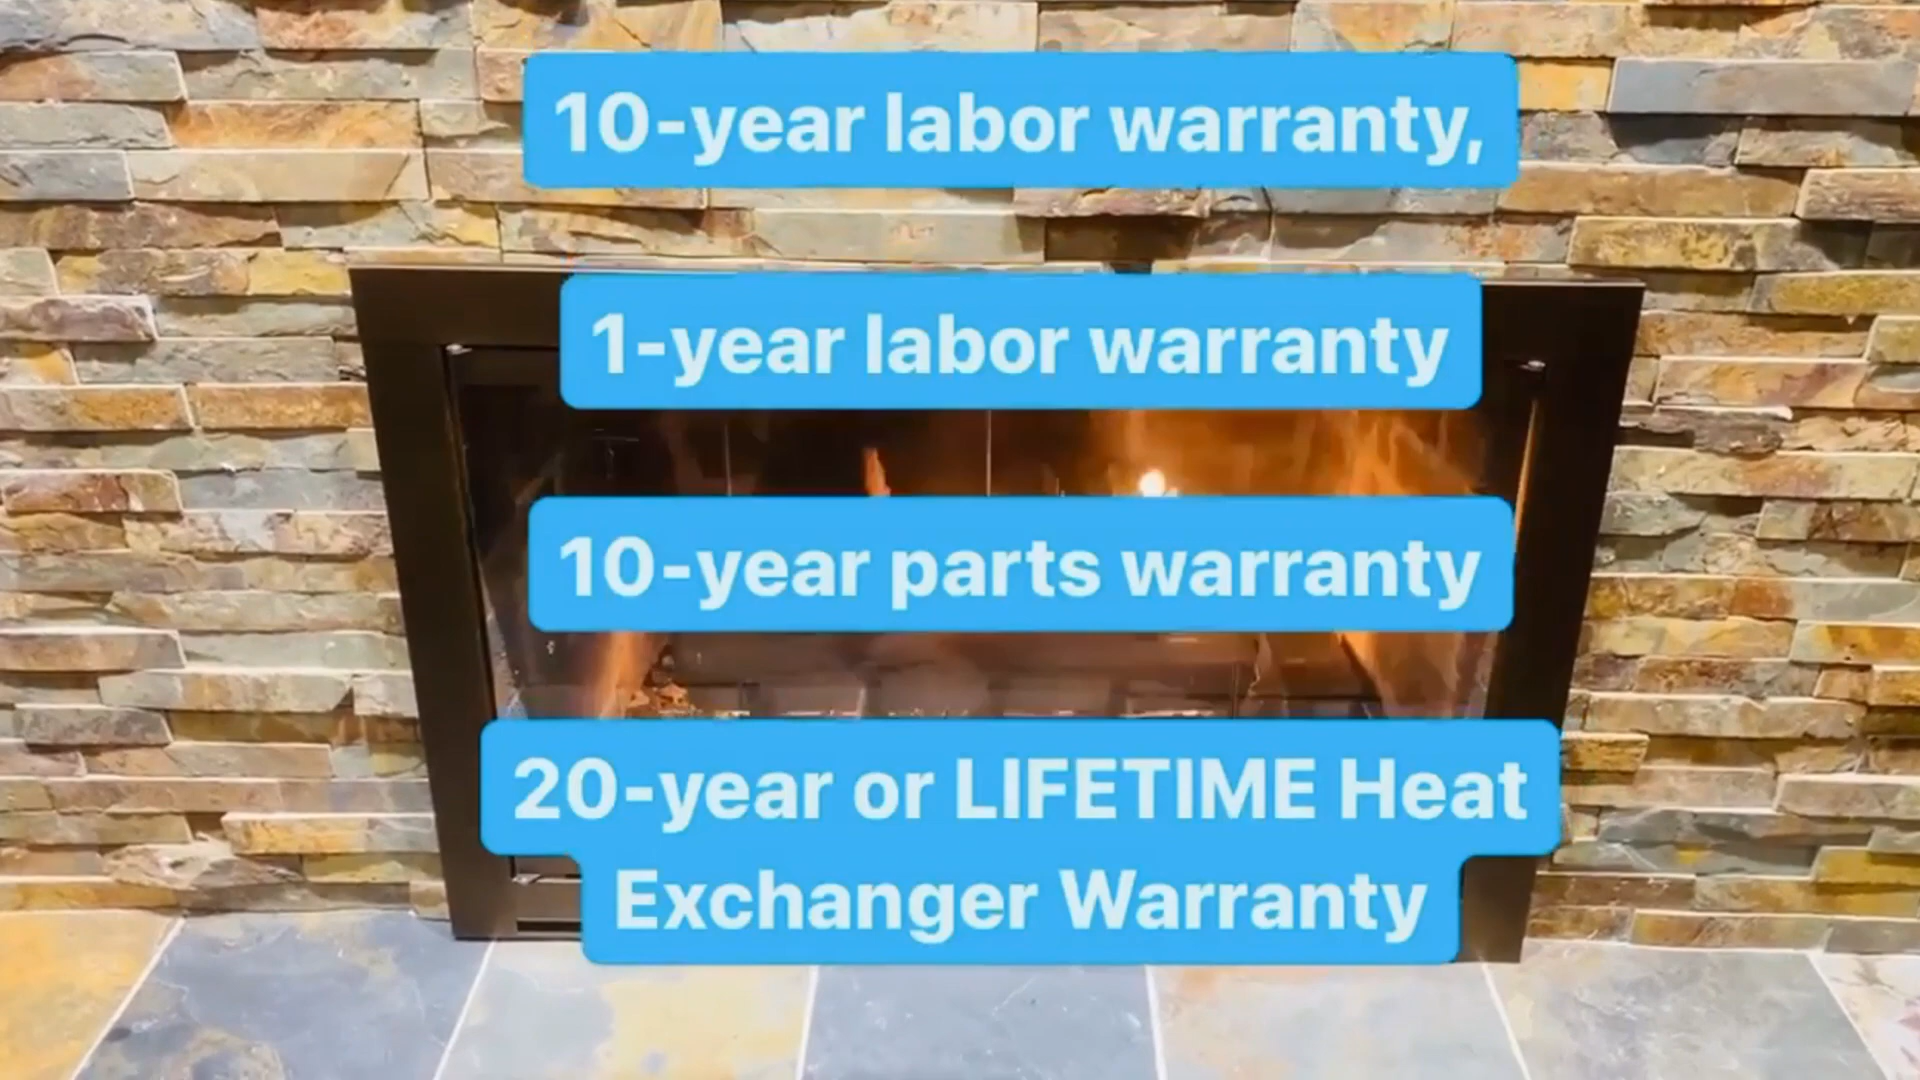 10-year labor warranty,
1-year labor warranty
10-year parts warranty
20-year or LIFETIME Heat
Exchanger Warranty